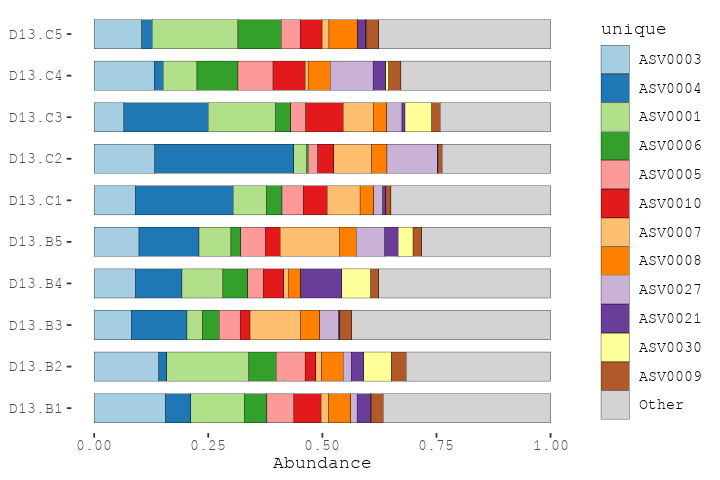 D13.C5
D13.C4
D13.C3
D13.C2
D13.C1
D13.B5
D13.B4
D13.B3
D13.B2
D13.B1
0.00 0.25 0.50 0.75 1.00
Abundance
unique
ASV0003
ASV0004
ASV0001
ASV0006
ASV0005
ASV0010
ASV0007
ASV0008
ASV0027
ASV0021
ASV0030
ASV0009
Other